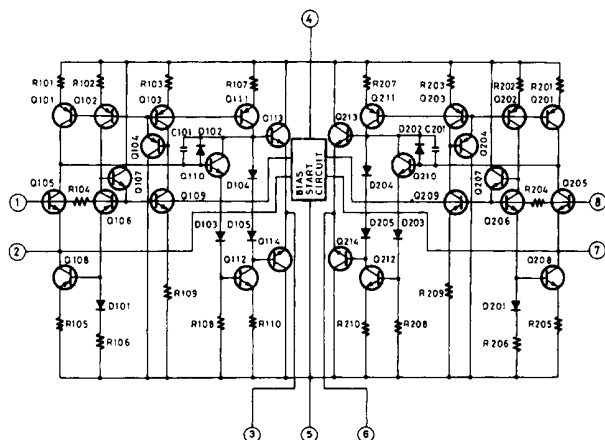 4
R101 R102 R103 R107 R207 R203 R202 R201
Q101 Q102 Q103 Q111 Q211 Q203 Q202 Q201
Q104 C101 D102 Q113 Q213 D202 C201 Q204
Q107 Q110 D104 BIAS START CIRCUIT D204 Q210 Q207
1 Q105 R104 Q106 Q109 Q209 Q206 R204 Q205 8
2 D103 D105 D205 D203 7
Q108 Q112 Q114 Q214 Q212 Q208
D101 R109 R209 D201
R105 R106 R108 R110 R210 R208 R206 R205
3 5 6